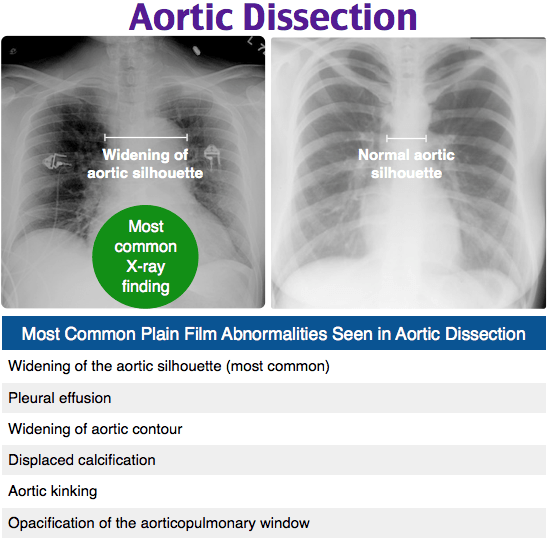 Aortic Dissection
Widening of
aortic silhouette
Normal aortic
silhouette
Most
common
X-ray
finding
Most Common Plain Film Abnormalities Seen in Aortic Dissection
Widening of the aortic silhouette (most common)
Pleural effusion
Widening of aortic contour
Displaced calcification
Aortic kinking
Opacification of the aorticopulmonary window